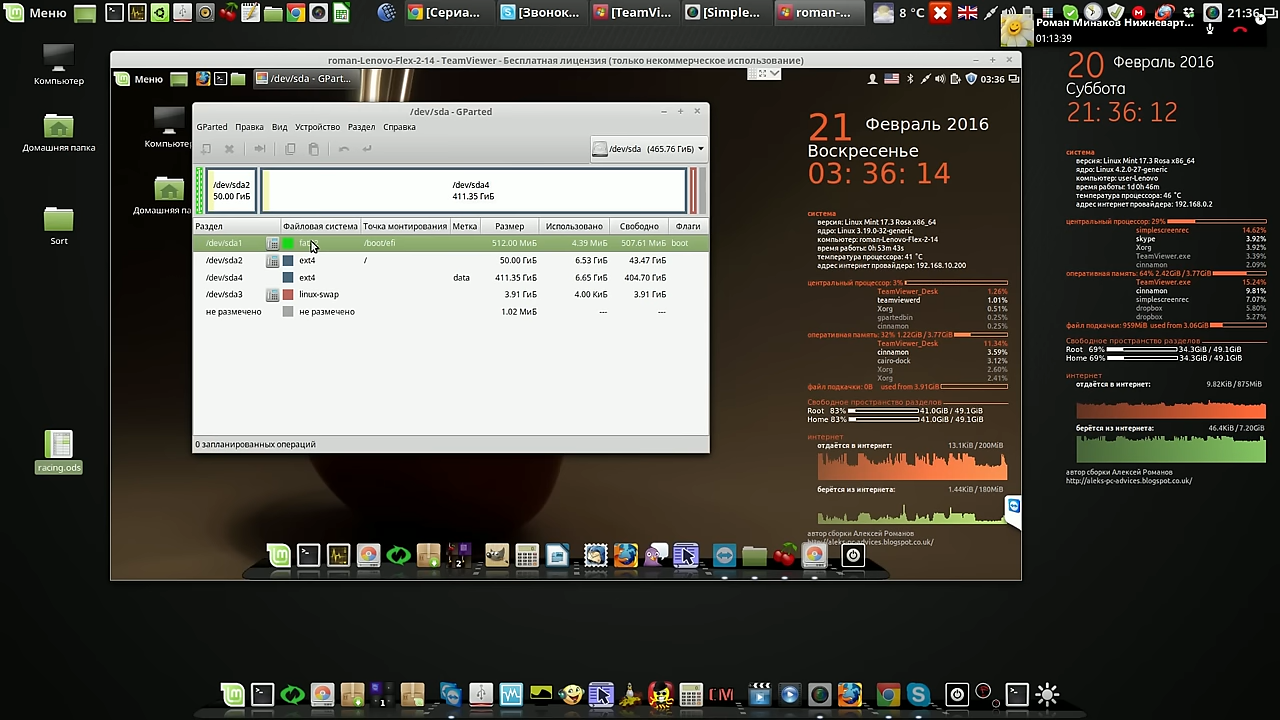 Меню
[Сериа...
[Звонок...
[TeamVi...
[Simple...
roman-...
8 °C
21:36
Роман Минаков Нижневарт...
01:13:39
Компьютер
Домашняя папка
Sort
racing.ods
roman-Lenovo-Flex-2-14 - TeamViewer - Бесплатная лицензия (только некоммерческое использование)
Меню
/dev/sda - GPart...
03:36
Компьютер
Домашняя па
/dev/sda - GParted
GParted Правка Вид Устройство Раздел Справка
/dev/sda (465.76 ГиБ)
/dev/sda2
50.00 ГиБ
/dev/sda4
411.35 ГиБ
Раздел Файловая система Точка монтирования Метка Размер Использовано Свободно Флаги
/dev/sda1 /boot/efi 512.00 МиБ 4.39 МиБ 507.61 МиБ boot
/dev/sda2 ext4 / 50.00 ГиБ 6.53 ГиБ 43.47 ГиБ
/dev/sda4 ext4 data 411.35 ГиБ 6.65 ГиБ 404.70 ГиБ
/dev/sda3 linux-swap 3.91 ГиБ 4.00 КиБ 3.91 ГиБ
не размечено не размечено 1.02 МиБ --- ---
0 запланированных операций
21 Февраль 2016
Воскресенье
03: 36: 14
система
версия: Linux Mint 17.3 Rosa x86_64
ядро: Linux 3.19.0-32-generic
компьютер: roman-Lenovo-Flex-2-14
время работы: 0d 0h 53m 43s
температура процессора: 41 °C
адрес интернет провайдера: 192.168.10.200
центральный процессор: 3%
TeamViewer_Desk 1.26%
teamviewerd 1.01%
Xorg 0.51%
gpartedbin 0.25%
cinnamon 0.25%
оперативная память: 32% 1.22GiB / 3.77GiB
TeamViewer_Desk 11.34%
cinnamon 3.59%
cairo-dock 3.12%
Xorg 2.60%
Xorg 2.41%
файл подкачки: 0B used from 3.91GiB
Свободное пространство разделов
Root 83% 41.0GiB / 49.1GiB
Home 83% 41.0GiB / 49.1GiB
интернет
отдаётся в интернет: 13.1KiB / 200MiB
берётся из интернета: 1.44KiB / 180MiB
автор сборки Алексей Романов
http://aleks-pc-advices.blogspot.co.uk/
20 Февраль 2016
Суббота
21: 36: 12
система
версия: Linux Mint 17.3 Rosa x86_64
ядро: Linux 4.2.0-27-generic
компьютер: user-Lenovo
время работы: 1d 0h 46m
температура процессора: 46 °C
адрес интернет провайдера: 192.168.0.2
центральный процессор: 29%
simplescreenrec 14.62%
skype 3.92%
Xorg 3.92%
TeamViewer.exe 3.39%
cinnamon 2.09%
оперативная память: 64% 2.42GiB / 3.77GiB
TeamViewer.exe 15.24%
cinnamon 9.81%
simplescreenrec 7.07%
dropbox 5.80%
dropbox 5.27%
файл подкачки: 959MiB used from 3.06GiB
Свободное пространство разделов
Root 69% 34.3GiB / 49.1GiB
Home 69% 34.3GiB / 49.1GiB
интернет
отдаётся в интернет: 9.82KiB / 875MiB
берётся из интернета: 46.4KiB / 7.20GiB
автор сборки Алексей Романов
http://aleks-pc-advices.blogspot.co.uk/